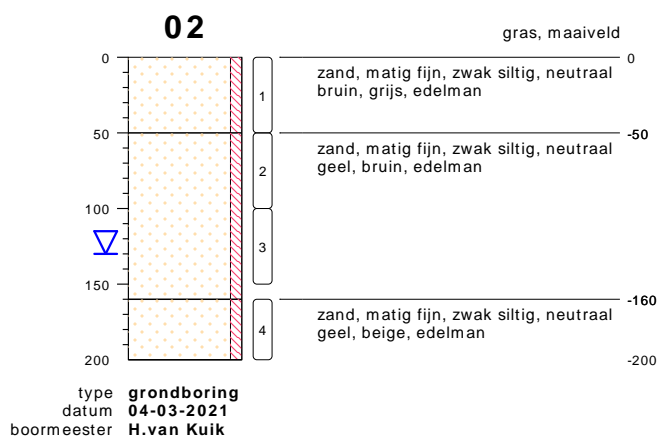 02
gras, maaiveld
0
0
zand, matig fijn, zwak siltig, neutraal
bruin, grijs, edelman
1
50
-50
zand, matig fijn, zwak siltig, neutraal
geel, bruin, edelman
2
100
3
150
-160
zand, matig fijn, zwak siltig, neutraal
geel, beige, edelman
4
200
-200
type grondboring
datum 04-03-2021
boormeester H.van Kuik